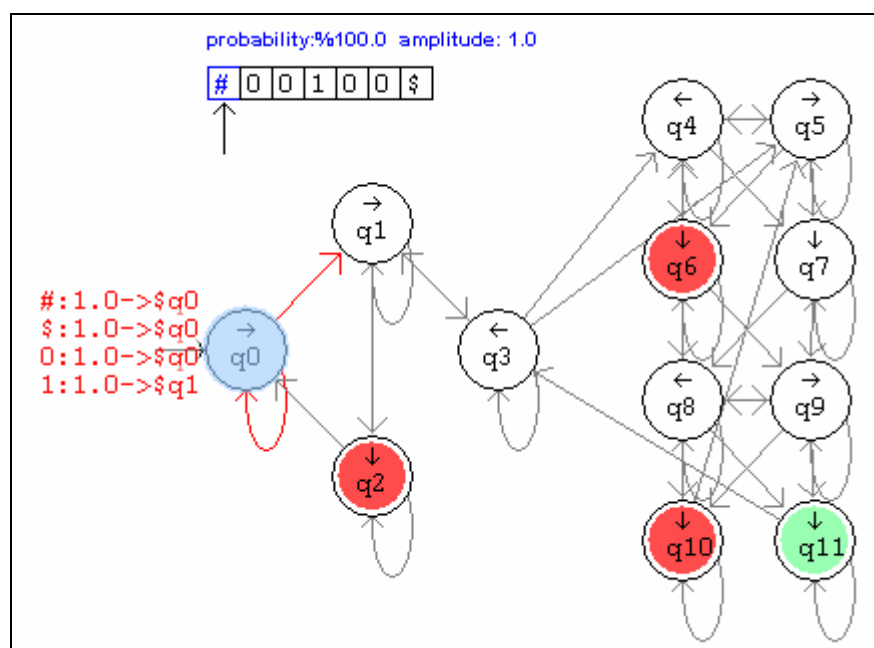 probability:%100.0 amplitude: 1.0
# 0 0 1 0 0 $
← q4
→ q5
→ q1
↓ q6
↓ q7
#:1.0->$q0
$:1.0->$q0
0:1.0->$q0
1:1.0->$q1
→ q0
← q3
← q8
→ q9
↓ q2
↓ q10
↓ q11